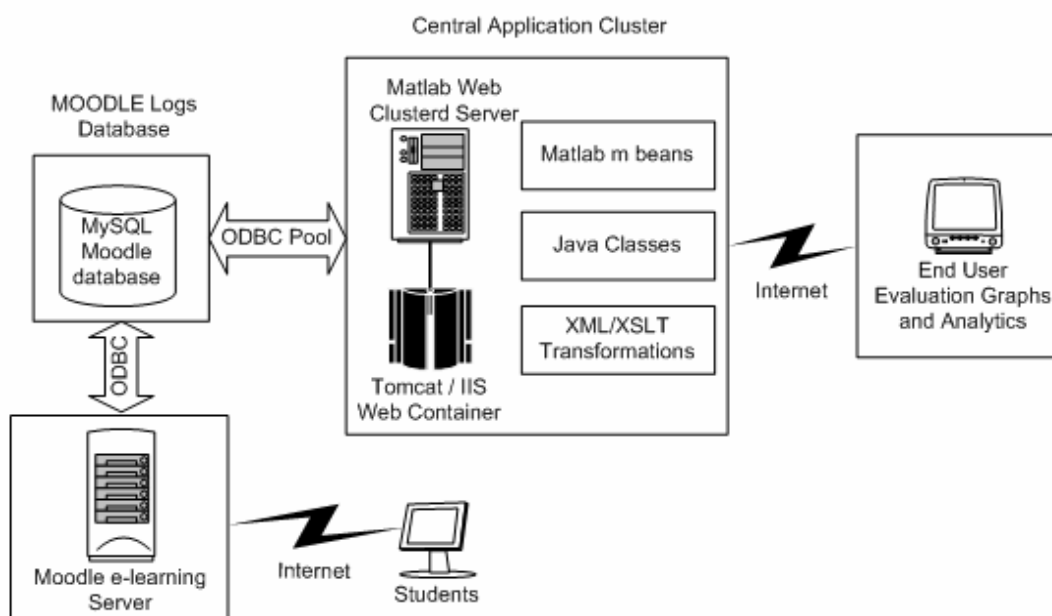 Central Application Cluster
MOODLE Logs
Database
MySQL
Moodle
database
ODBC Pool
Matlab Web
Clusterd Server
Tomcat / IIS
Web Container
Matlab m beans
Java Classes
XML/XSLT
Transformations
Internet
End User
Evaluation Graphs
and Analytics
ODBC
Moodle e-learning
Server
Internet
Students